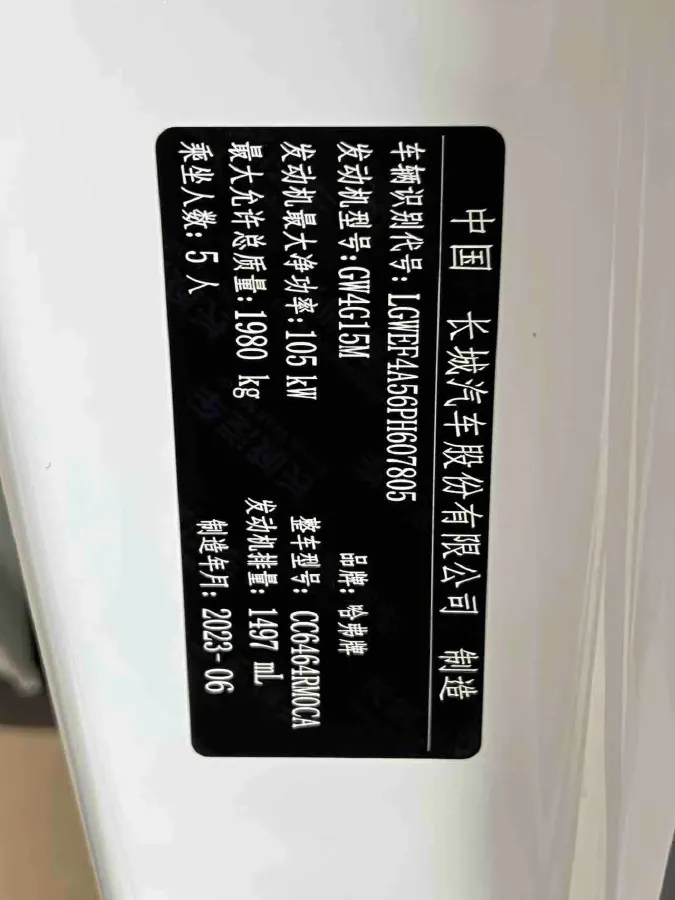 中国 长城汽车股份有限公司 制造
车辆识别代号: LGWEF4A56PH607805
发动机型号: GW4G15M 品牌: 哈弗牌
发动机最大净功率: 105 kW 整车型号: CC6464RM0CA
最大允许总质量: 1980 kg 发动机排量: 1497 mL
乘坐人数: 5 人 制造年月: 2023-06